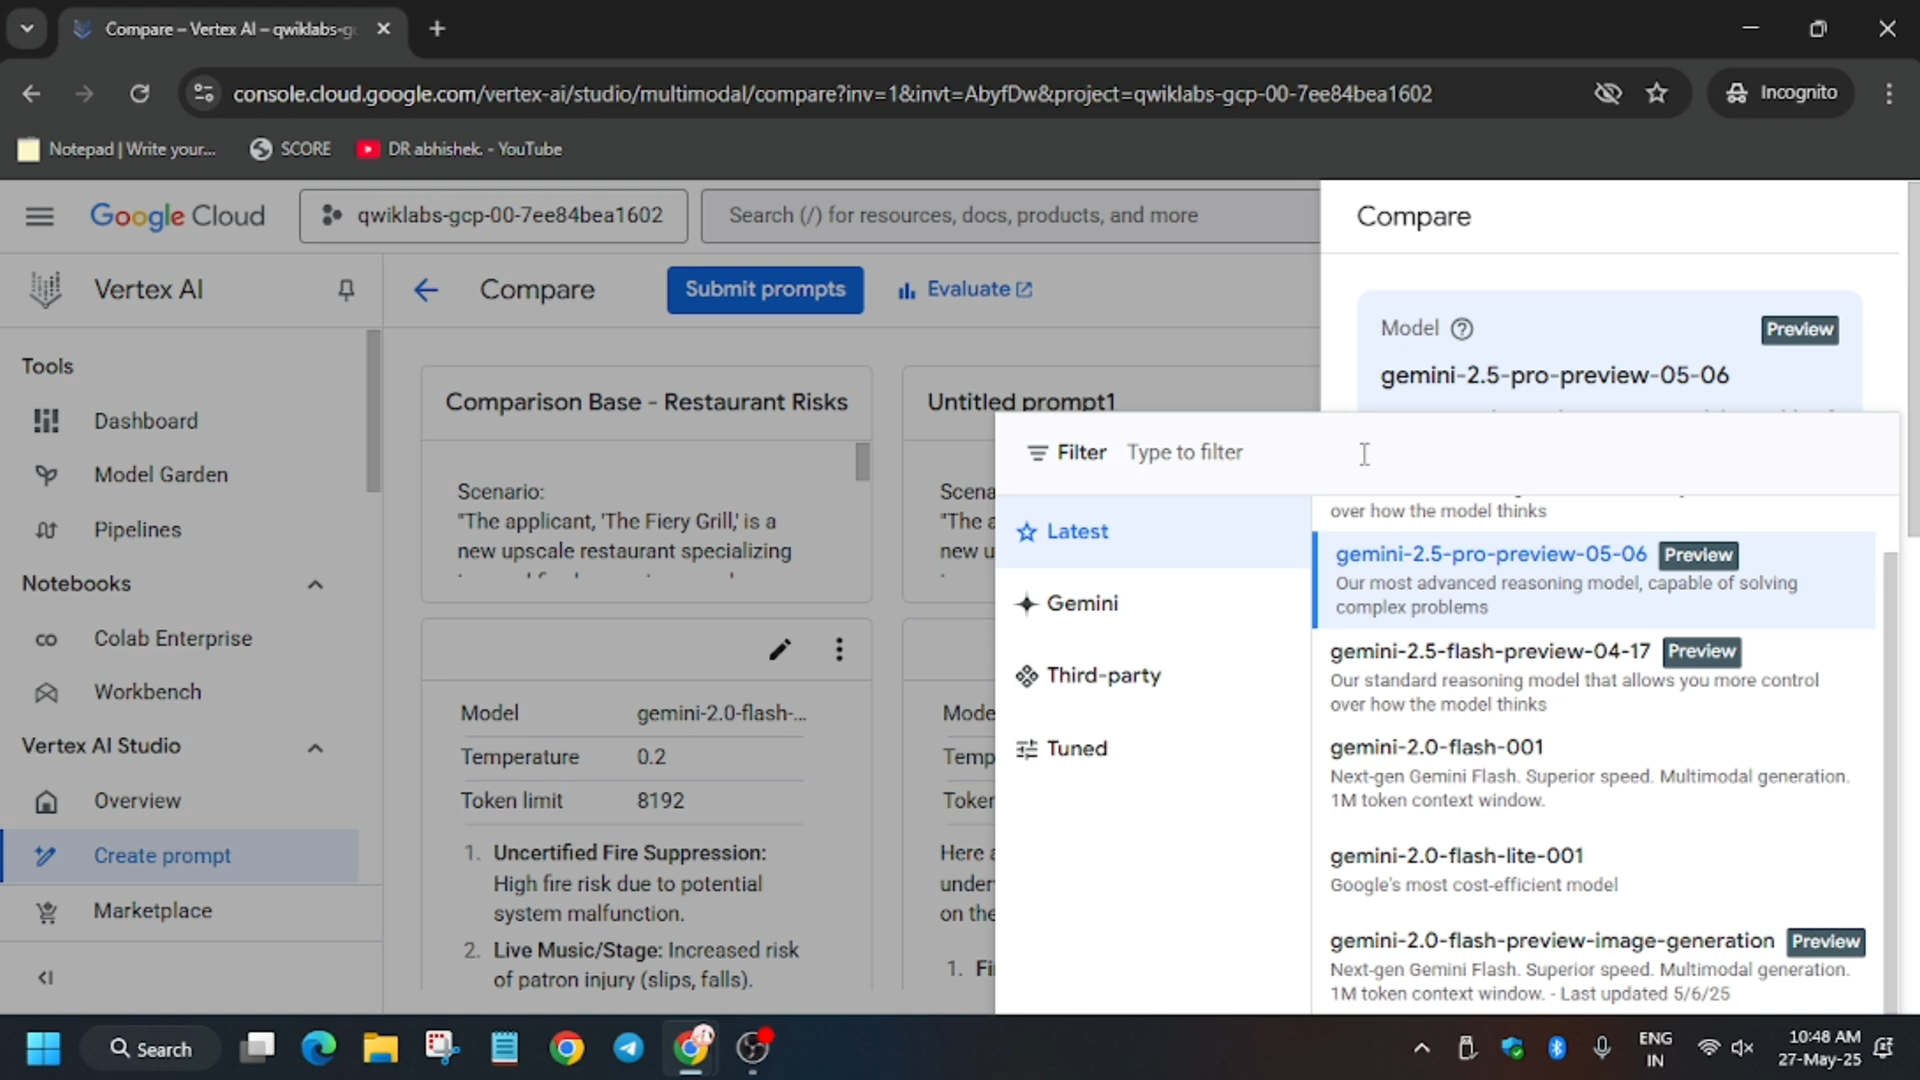 Compare – Vertex AI – qwiklabs-gc
console.cloud.google.com/vertex-ai/studio/multimodal/compare?inv=1&invt=AbyfDw&project=qwiklabs-gcp-00-7ee84bea1602
Incognito
Notepad | Write your...
SCORE
DR abhishek. - YouTube
Google Cloud
qwiklabs-gcp-00-7ee84bea1602
Search (/) for resources, docs, products, and more
Compare
Vertex AI
Compare
Submit prompts
Evaluate
Model
Preview
gemini-2.5-pro-preview-05-06
Tools
Dashboard
Model Garden
Pipelines
Notebooks
Colab Enterprise
Workbench
Vertex AI Studio
Overview
Create prompt
Marketplace
Comparison Base - Restaurant Risks
Scenario:
"The applicant, 'The Fiery Grill,' is a
new upscale restaurant specializing
Model gemini-2.0-flash-...
Temperature 0.2
Token limit 8192
1. Uncertified Fire Suppression:
High fire risk due to potential
system malfunction.
2. Live Music/Stage: Increased risk
of patron injury (slips, falls).
Untitled prompt1
Scena
"The a
new u
Mode
Temp
Token
Here a
under
on the
1. Fi
Filter Type to filter
Latest
Gemini
Third-party
Tuned
over how the model thinks
gemini-2.5-pro-preview-05-06 Preview
Our most advanced reasoning model, capable of solving
complex problems
gemini-2.5-flash-preview-04-17 Preview
Our standard reasoning model that allows you more control
over how the model thinks
gemini-2.0-flash-001
Next-gen Gemini Flash. Superior speed. Multimodal generation.
1M token context window.
gemini-2.0-flash-lite-001
Google's most cost-efficient model
gemini-2.0-flash-preview-image-generation Preview
Next-gen Gemini Flash. Superior speed. Multimodal generation.
1M token context window. - Last updated 5/6/25
Search
ENG
IN
10:48 AM
27-May-25